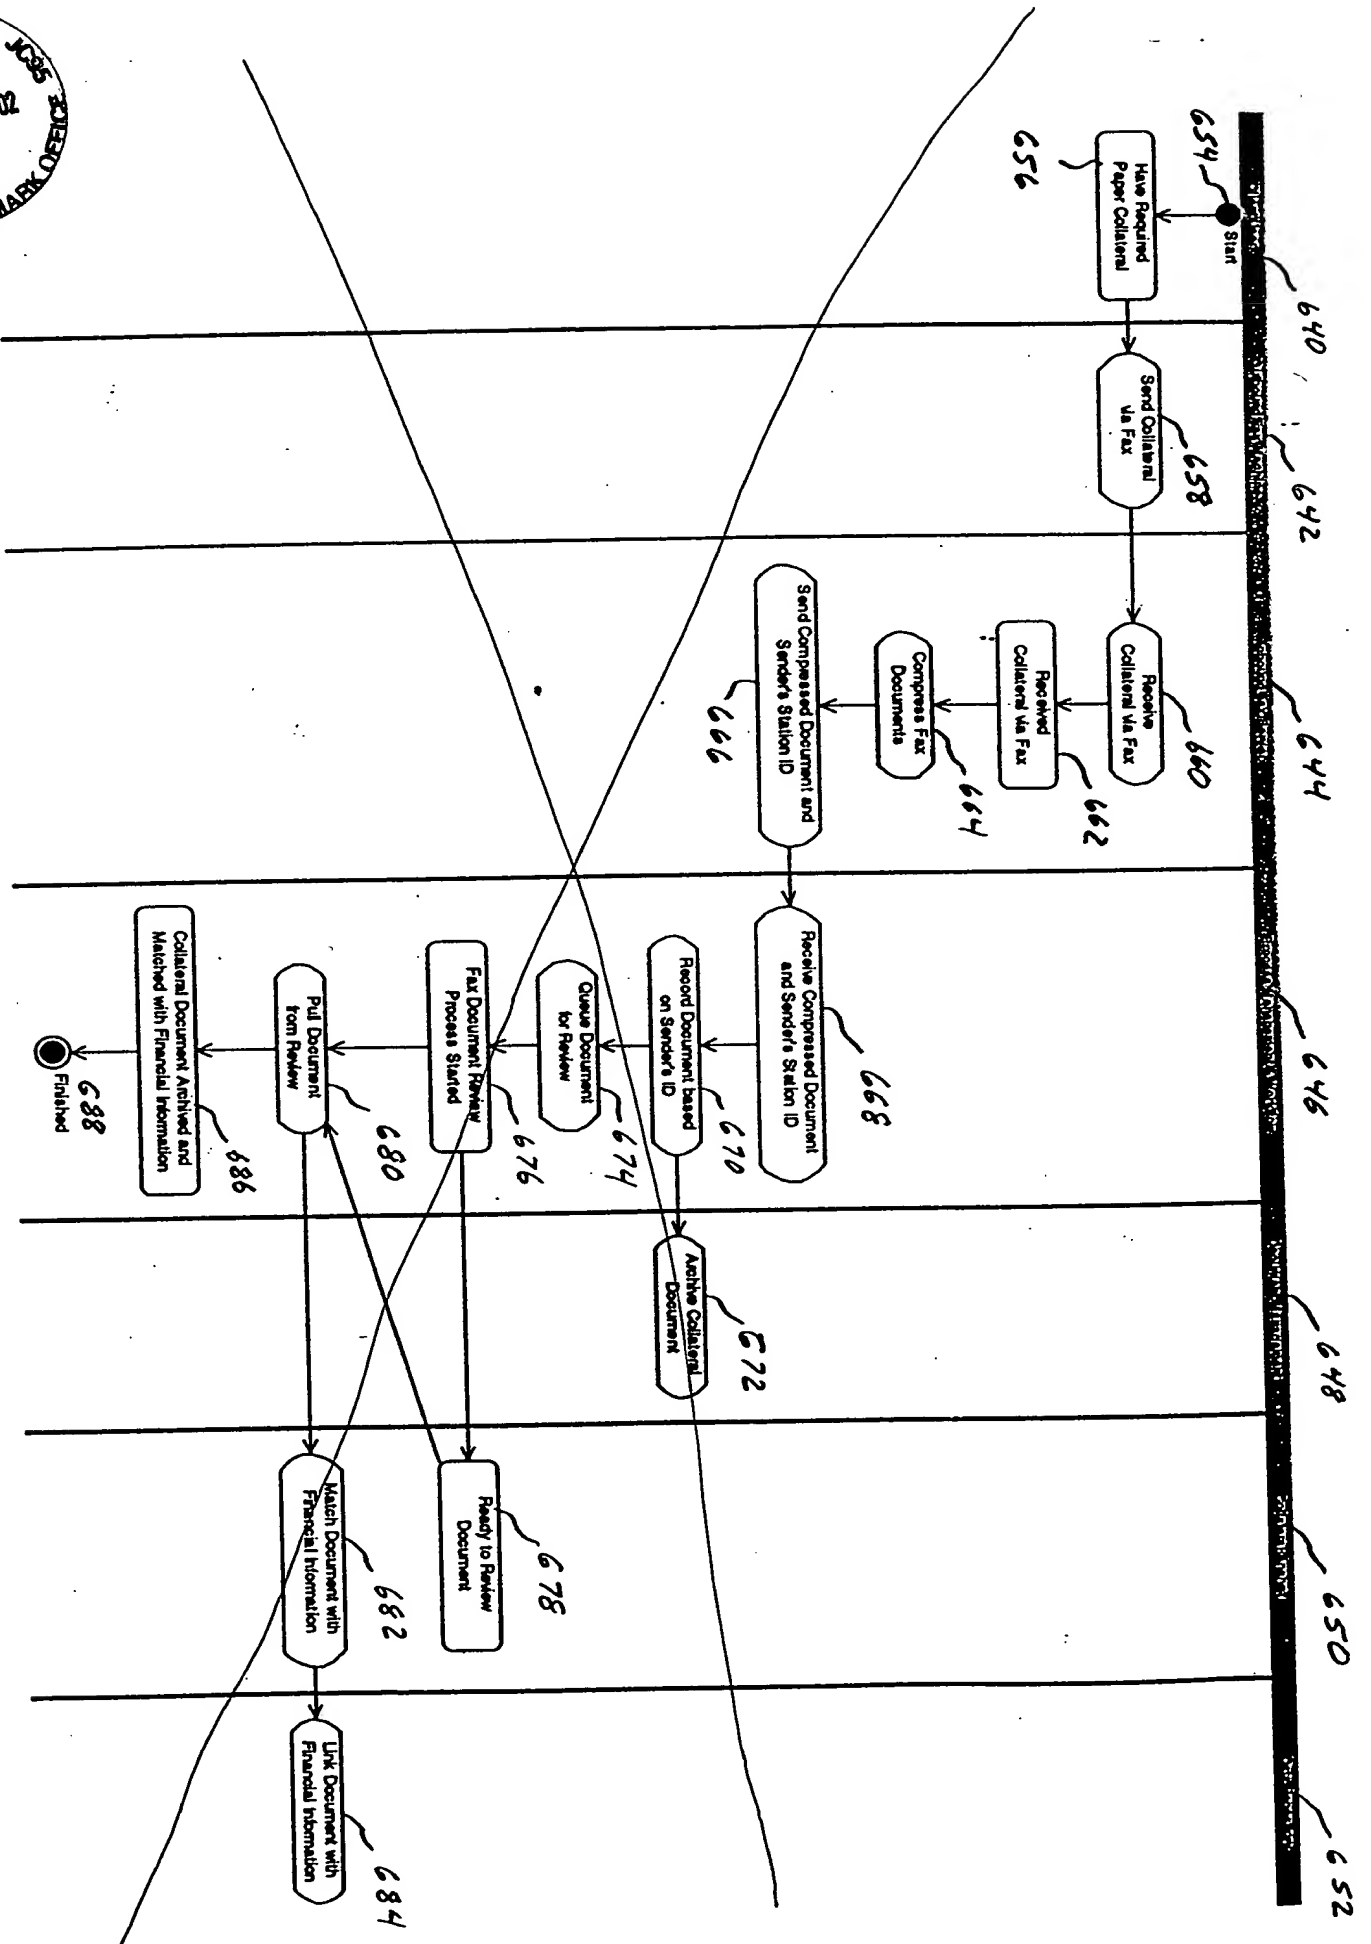 JC95
MARK OFFICE
640
642
644
646
648
650
652
654
Start
Have Required
Paper Collateral
656
Send Collateral
via Fax
658
Receive
Collateral via Fax
660
Received
Collateral via Fax
662
Compress Fax
Documents
664
Send Compressed Document and
Sender's Station ID
666
Receive Compressed Document
and Sender's Station ID
668
Record Document based
on Sender's ID
670
Archive Collateral
Document
672
Queue Document
for Review
674
Fax Document Review
Process Started
676
Ready to Review
Document
678
Pull Document
from Review
680
Match Document with
Financial Information
682
Link Document with
Financial Information
684
Collateral Document Archived and
Matched with Financial Information
686
Finished
688